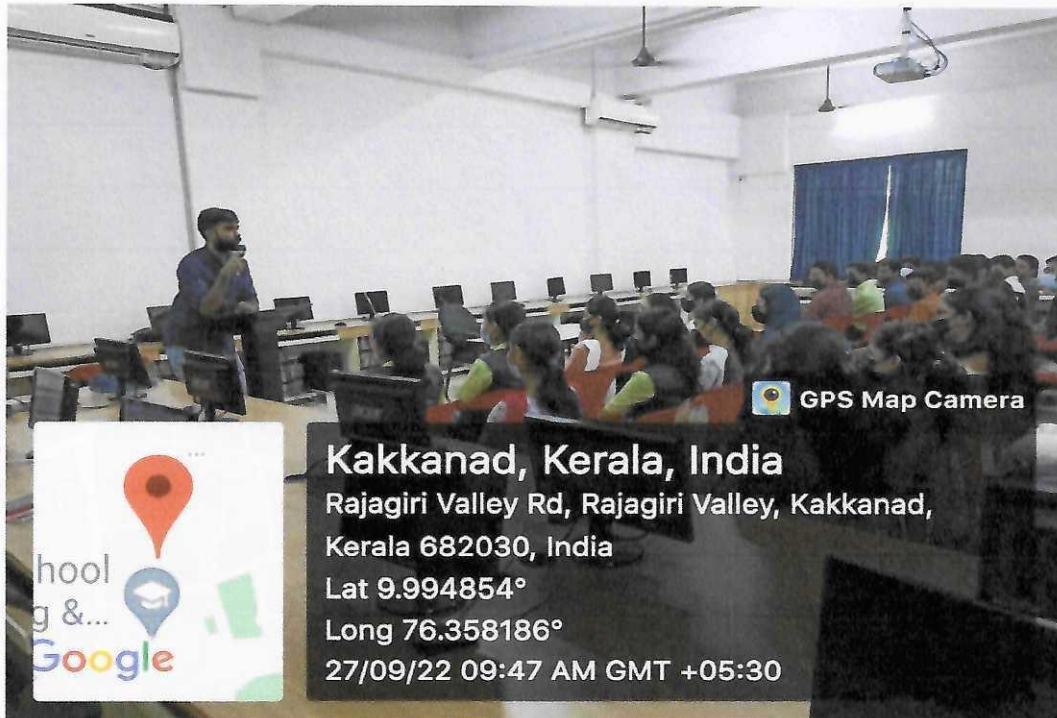 GPS Map Camera
Kakkanad, Kerala, India
Rajagiri Valley Rd, Rajagiri Valley, Kakkanad,
Kerala 682030, India
Lat 9.994854°
Long 76.358186°
27/09/22 09:47 AM GMT +05:30
hool
g &...
Google